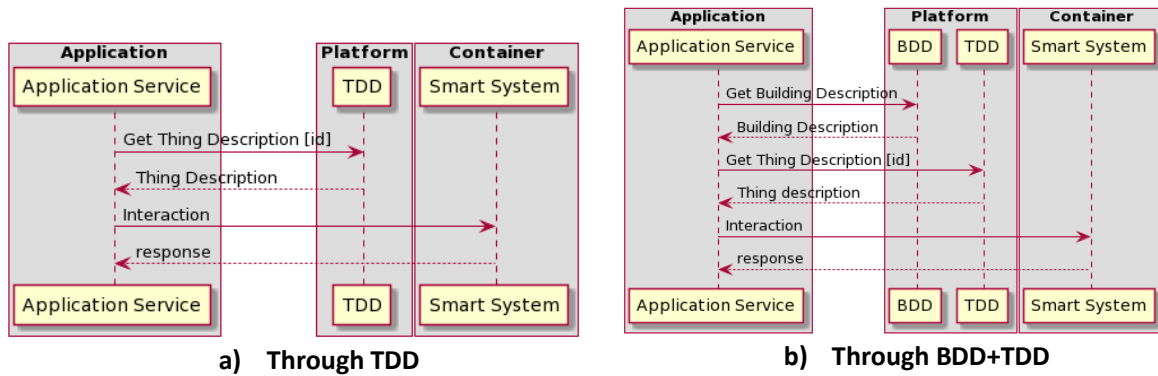 Application
Platform
Container
Application Service
TDD
Smart System
Get Thing Description [id]
Thing Description
Interaction
response
Application Service
TDD
Smart System
a) Through TDD
Application
Platform
Container
Application Service
BDD
TDD
Smart System
Get Building Description
Building Description
Get Thing Description [id]
Thing description
Interaction
response
Application Service
BDD
TDD
Smart System
b) Through BDD+TDD